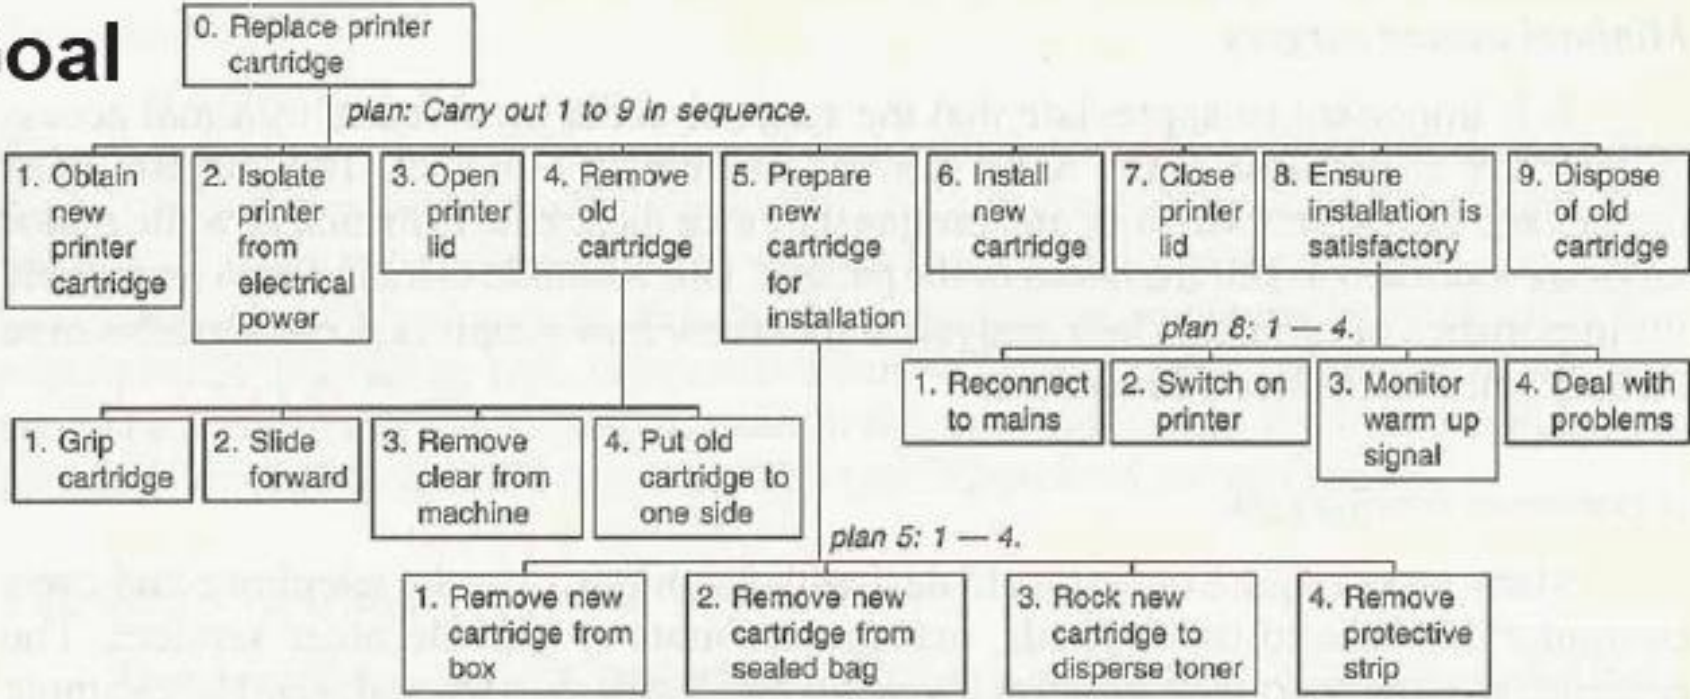 oal
0. Replace printer
cartridge
plan: Carry out 1 to 9 in sequence.
1. Obtain
new
printer
cartridge
2. Isolate
printer
from
electrical
power
3. Open
printer
lid
4. Remove
old
cartridge
5. Prepare
new
cartridge
for
installation
6. Install
new
cartridge
7. Close
printer
lid
8. Ensure
installation is
satisfactory
9. Dispose
of old
cartridge
plan 8: 1 — 4.
1. Reconnect
to mains
2. Switch on
printer
3. Monitor
warm up
signal
4. Deal with
problems
1. Grip
cartridge
2. Slide
forward
3. Remove
clear from
machine
4. Put old
cartridge to
one side
plan 5: 1 — 4.
1. Remove new
cartridge from
box
2. Remove new
cartridge from
sealed bag
3. Rock new
cartridge to
disperse toner
4. Remove
protective
strip